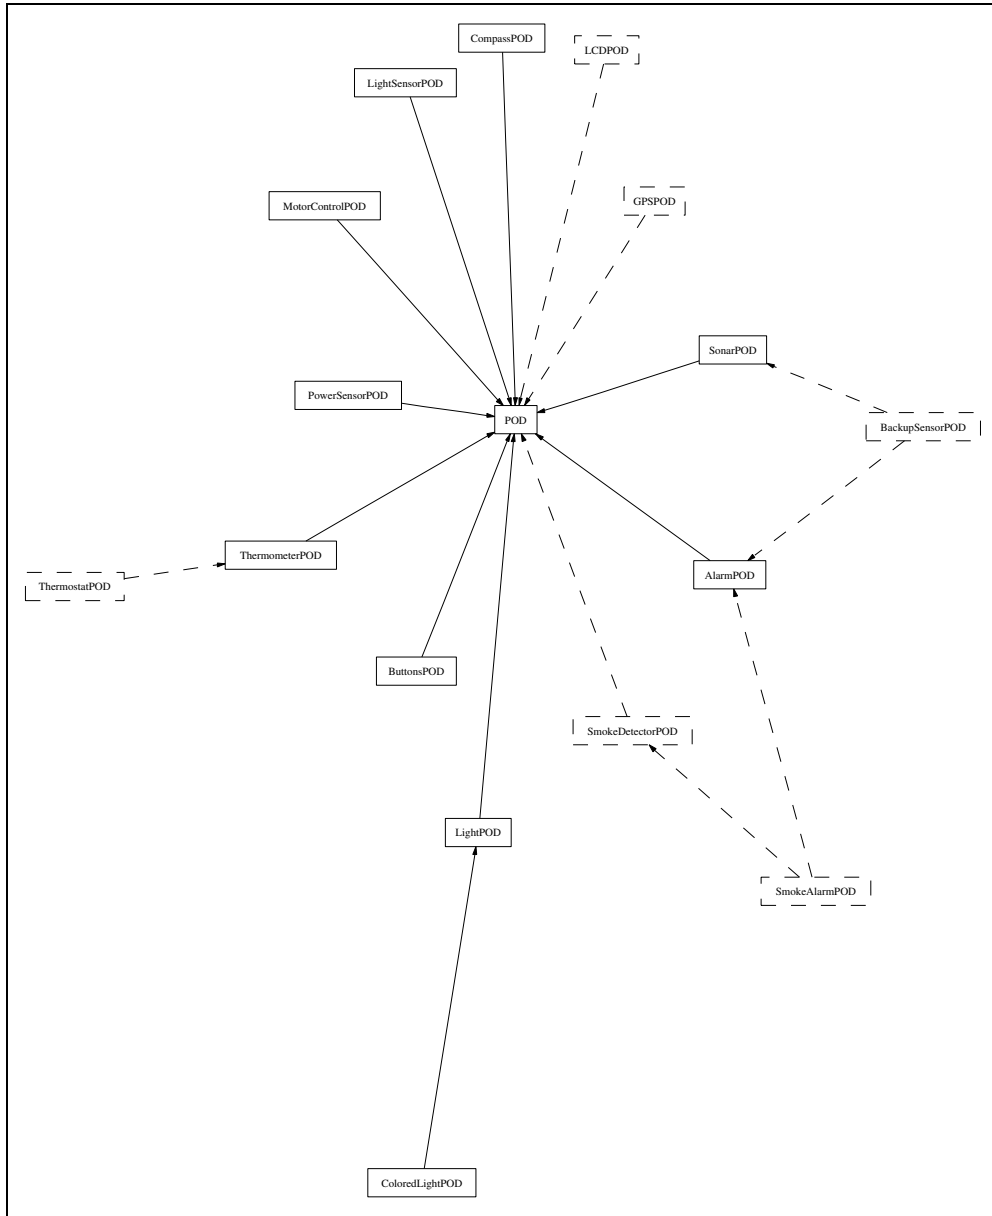 CompassPOD
LCDPOD
LightSensorPOD
MotorControlPOD
GPSPOD
SonarPOD
PowerSensorPOD
POD
BackupSensorPOD
ThermometerPOD
ThermostatPOD
AlarmPOD
ButtonsPOD
SmokeDetectorPOD
LightPOD
SmokeAlarmPOD
ColoredLightPOD